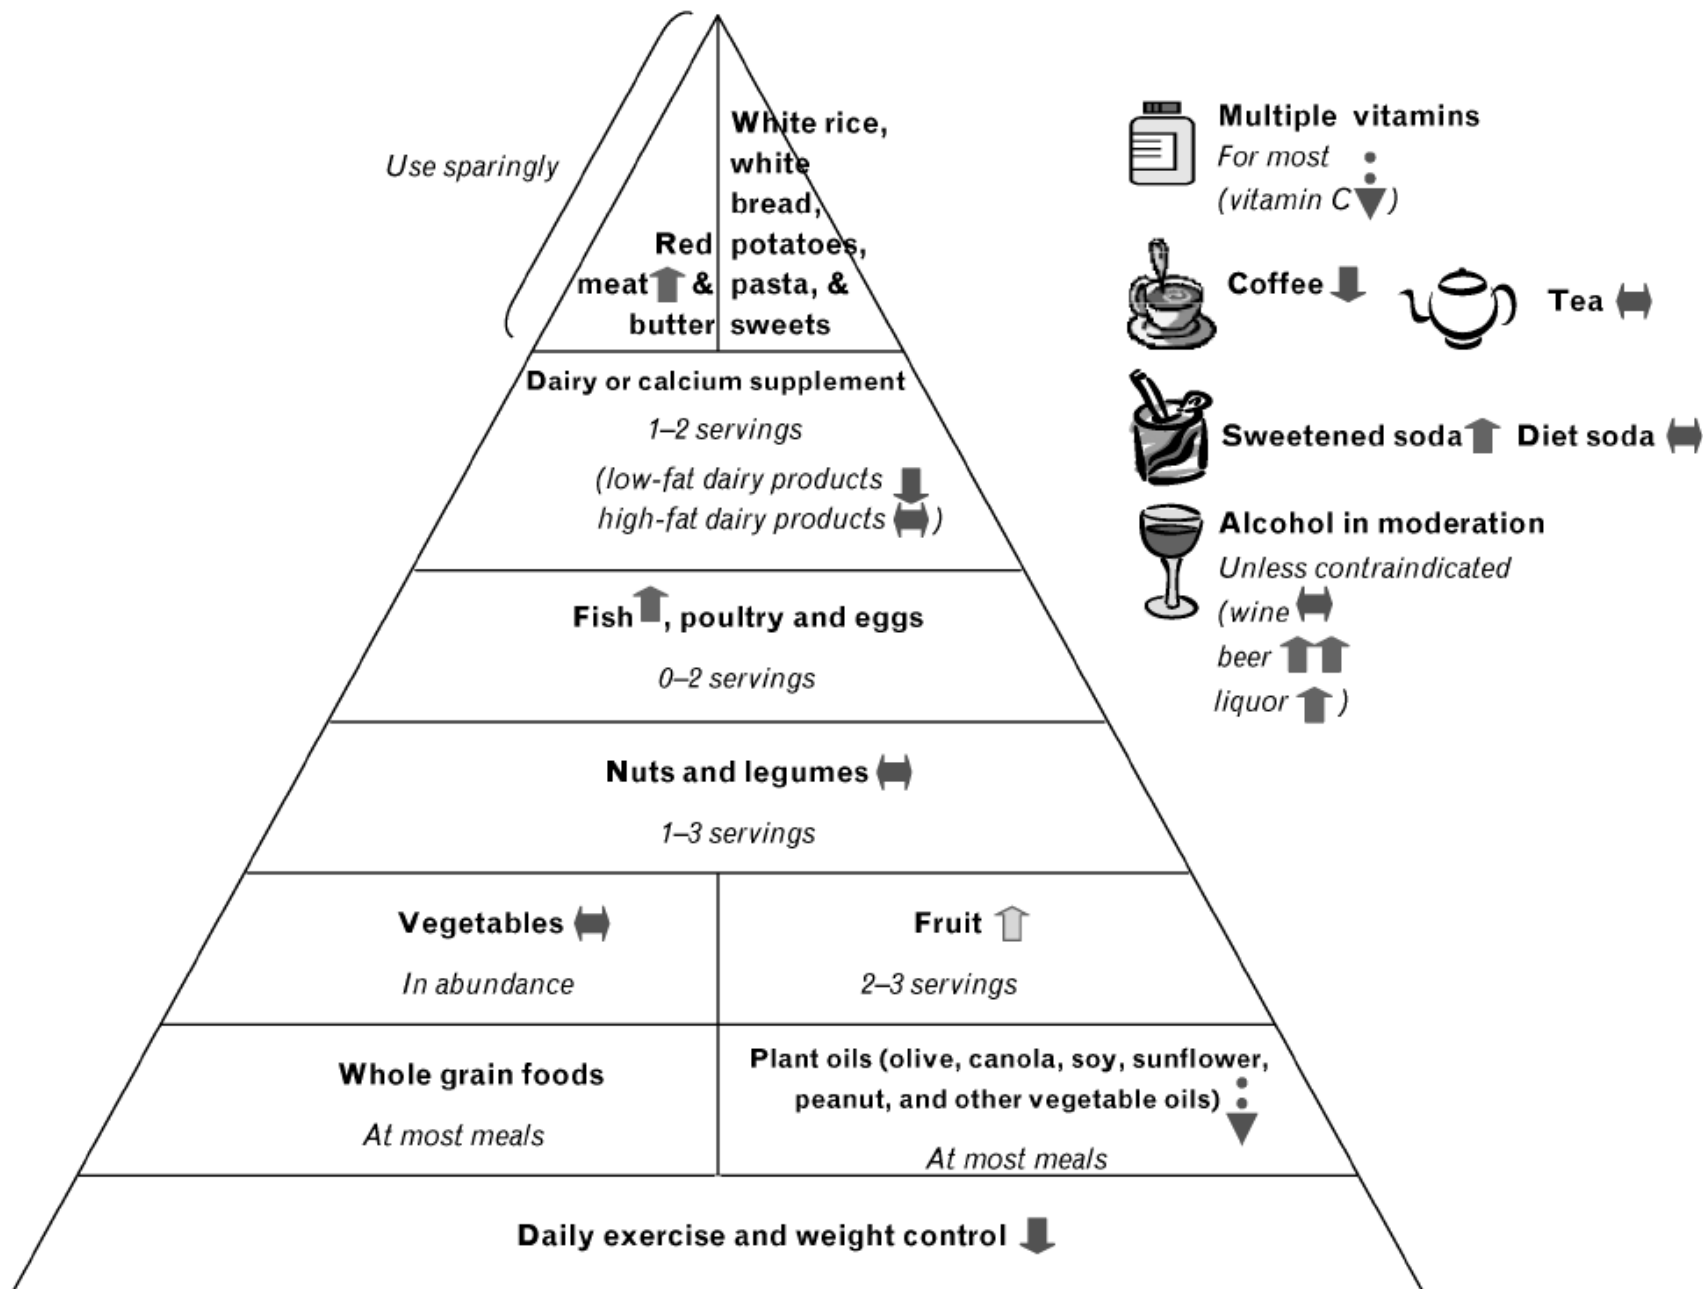 Use sparingly
Red
meat &
butter
White rice,
white
bread,
potatoes,
pasta, &
sweets
Dairy or calcium supplement
1–2 servings
(low-fat dairy products
high-fat dairy products )
Fish , poultry and eggs
0–2 servings
Nuts and legumes
1–3 servings
Vegetables
In abundance
Fruit
2–3 servings
Whole grain foods
At most meals
Plant oils (olive, canola, soy, sunflower,
peanut, and other vegetable oils)
At most meals
Daily exercise and weight control
Multiple vitamins
For most
(vitamin C )
Coffee
Tea
Sweetened soda
Diet soda
Alcohol in moderation
Unless contraindicated
(wine
beer
liquor )